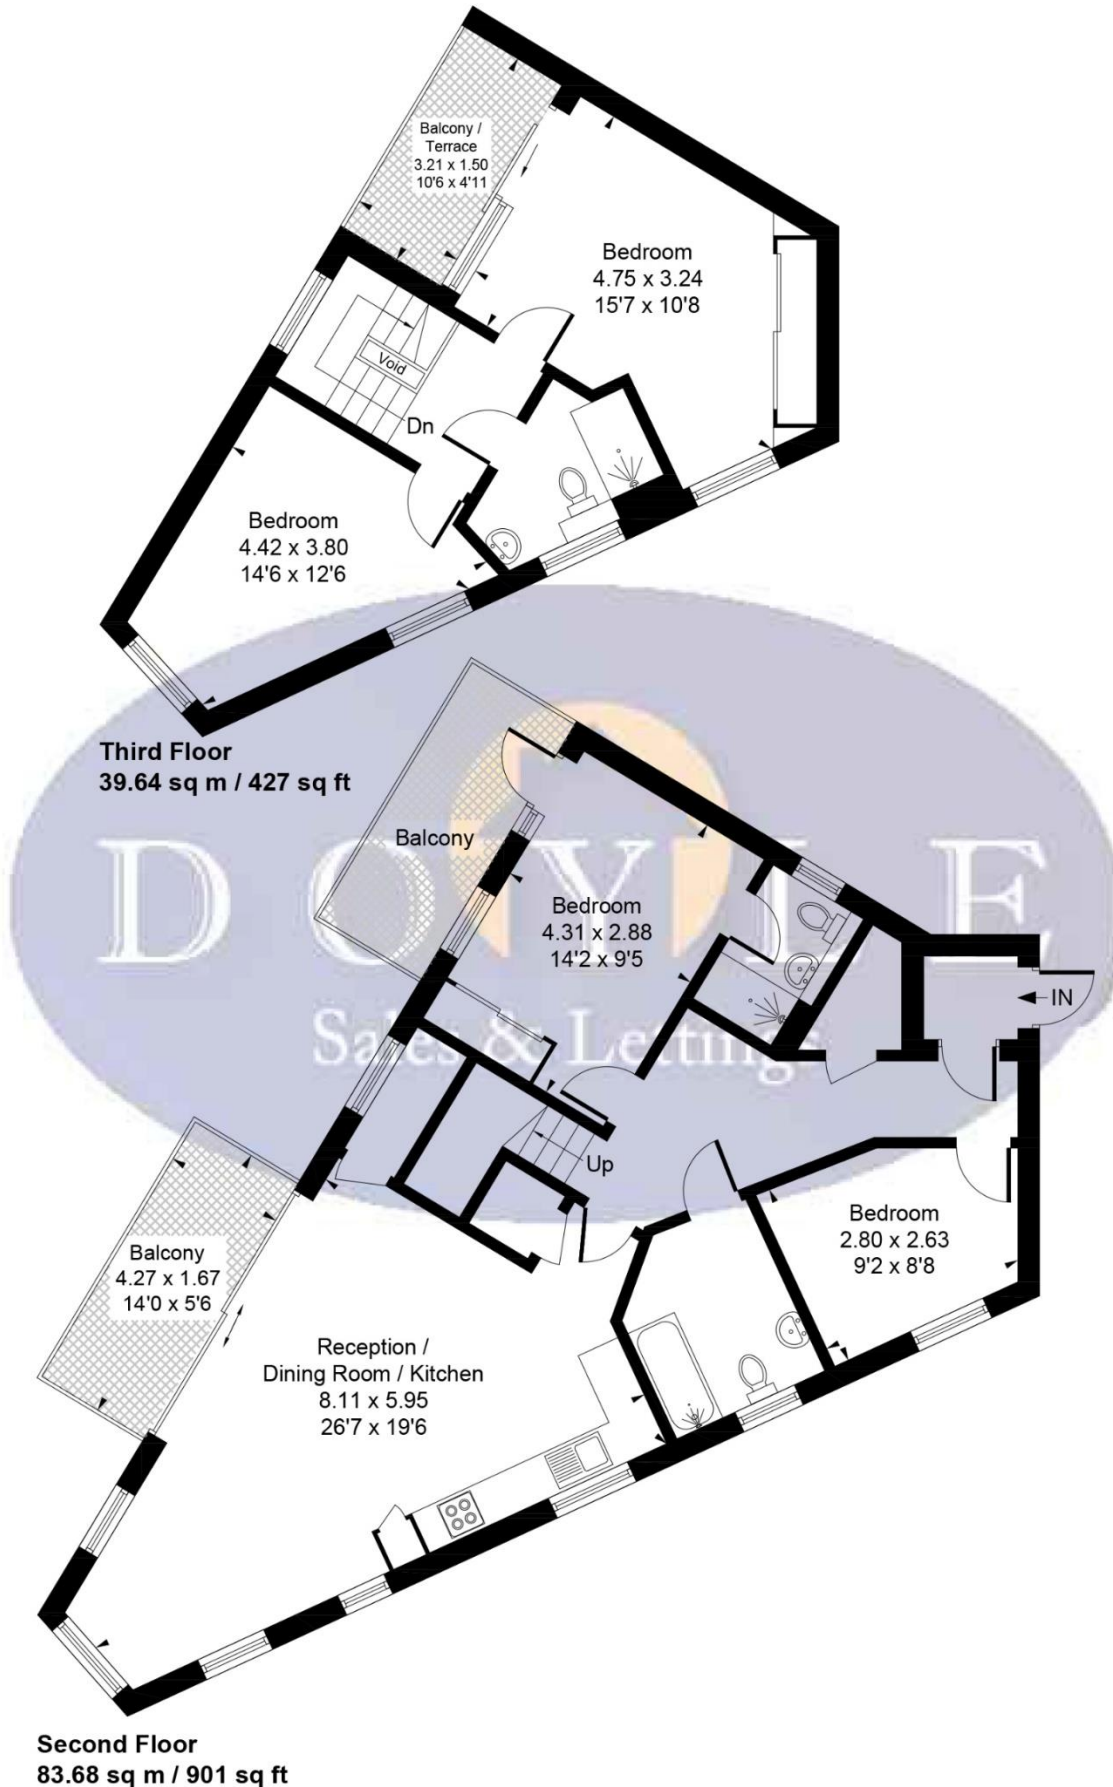 Balcony /
Terrace
3.21 x 1.50
10'6 x 4'11
Bedroom
4.75 x 3.24
15'7 x 10'8
Void
Dn
Bedroom
4.42 x 3.80
14'6 x 12'6
Third Floor
39.64 sq m / 427 sq ft
DOYLE
Sales & Lettings
Balcony
Bedroom
4.31 x 2.88
14'2 x 9'5
IN
Up
Bedroom
2.80 x 2.63
9'2 x 8'8
Balcony
4.27 x 1.67
14'0 x 5'6
Reception /
Dining Room / Kitchen
8.11 x 5.95
26'7 x 19'6
Second Floor
83.68 sq m / 901 sq ft